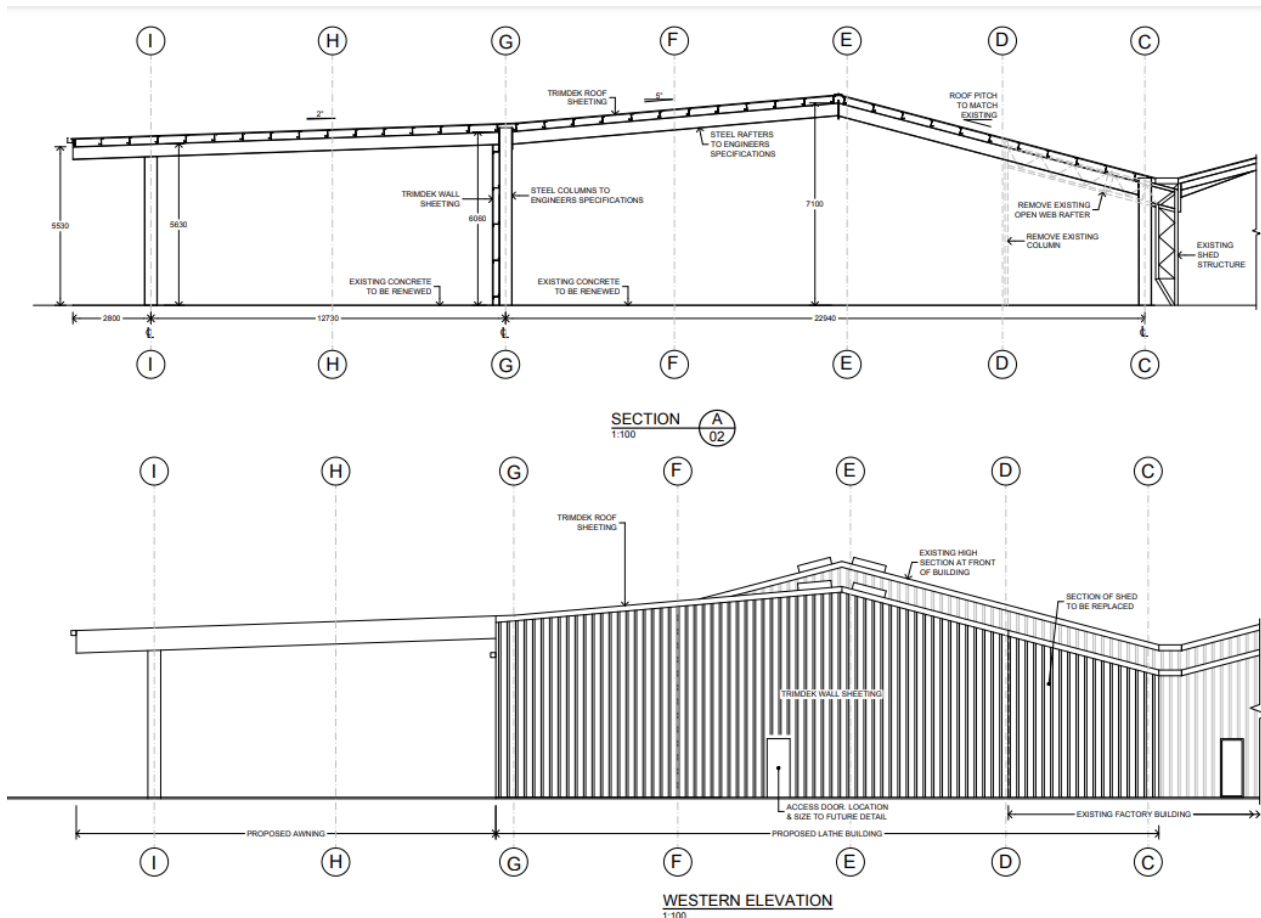 I
H
G
F
E
D
C
TRIMDEK ROOF
SHEETING
2°
5°
ROOF PITCH
TO MATCH
EXISTING
STEEL RAFTERS
TO ENGINEERS
SPECIFICATIONS
TRIMDEK WALL
SHEETING
STEEL COLUMNS TO
ENGINEERS SPECIFICATIONS
5530
5630
6060
7100
REMOVE EXISTING
OPEN WEB RAFTER
REMOVE EXISTING
COLUMN
EXISTING
SHED
STRUCTURE
EXISTING CONCRETE
TO BE RENEWED
EXISTING CONCRETE
TO BE RENEWED
2800
12730
22940
℄
℄
℄
I
H
G
F
E
D
C
SECTION
1:100
A
02
I
H
G
F
E
D
C
TRIMDEK ROOF
SHEETING
EXISTING HIGH
SECTION AT FRONT
OF BUILDING
SECTION OF SHED
TO BE REPLACED
TRIMDEK WALL SHEETING
ACCESS DOOR. LOCATION
& SIZE TO FUTURE DETAIL
EXISTING FACTORY BUILDING
PROPOSED AWNING
PROPOSED LATHE BUILDING
I
H
G
F
E
D
C
WESTERN ELEVATION
1:100